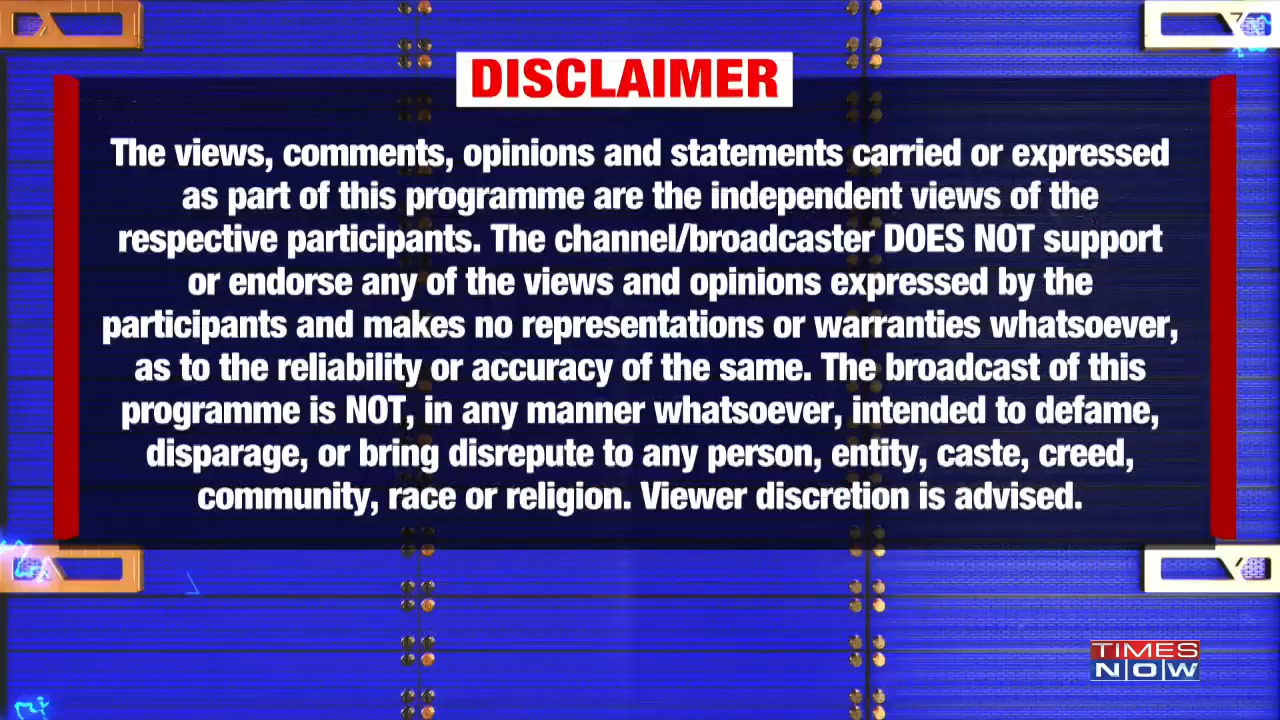 DISCLAIMER
The views, comments, opinions and statements carried or expressed
as part of this programme are the independent views of the
respective participants. The channel/broadcaster DOES NOT support
or endorse any of the views and opinions expressed by the
participants and makes no representations or warranties whatsoever,
as to the reliability or accuracy of the same. The broadcast of this
programme is NOT, in any manner whatsoever, intended to defame,
disparage, or bring disrepute to any person, entity, caste, creed,
community, race or religion. Viewer discretion is advised.
TIMES
NOW